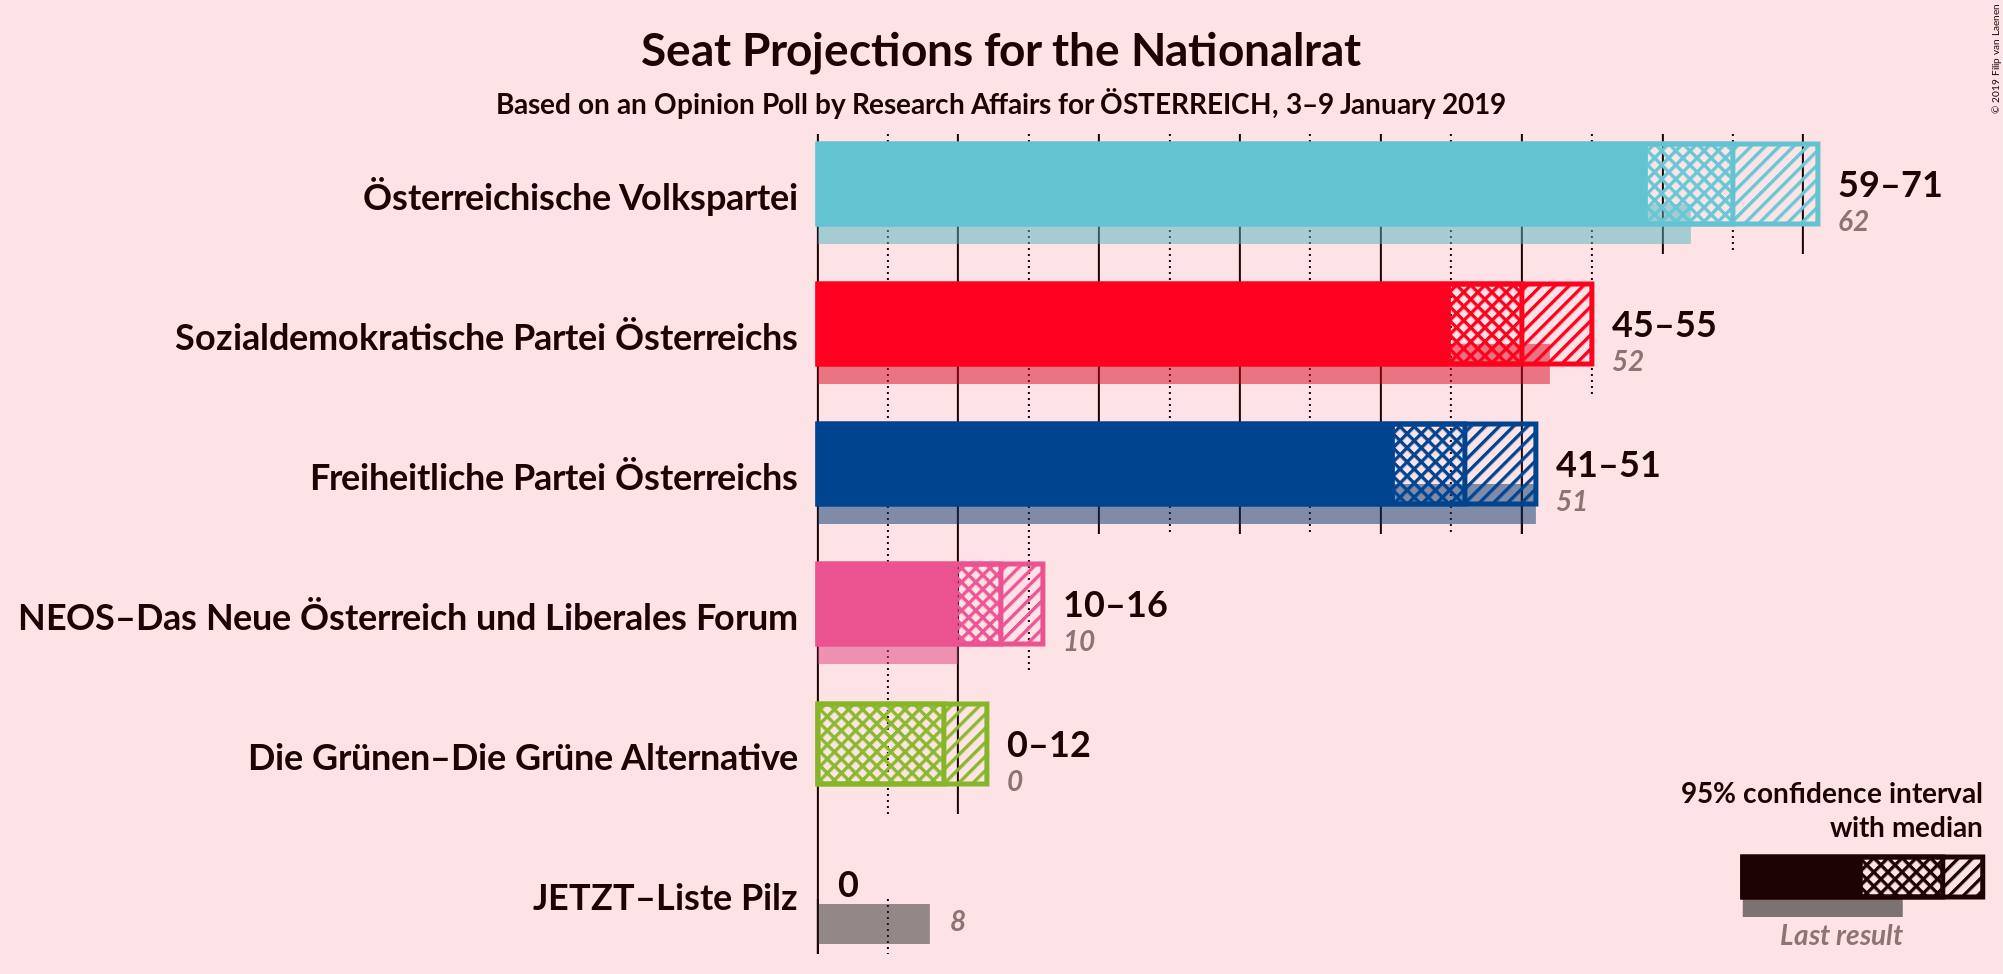 Seat Projections for the Nationalrat
Based on an Opinion Poll by Research Affairs for ÖSTERREICH, 3–9 January 2019
© 2019 Filip van Laenen
Österreichische Volkspartei
59–71
62
Sozialdemokratische Partei Österreichs
45–55
52
Freiheitliche Partei Österreichs
41–51
51
NEOS–Das Neue Österreich und Liberales Forum
10–16
10
Die Grünen–Die Grüne Alternative
0–12
0
JETZT–Liste Pilz
0
8
95% confidence interval
with median
Last result